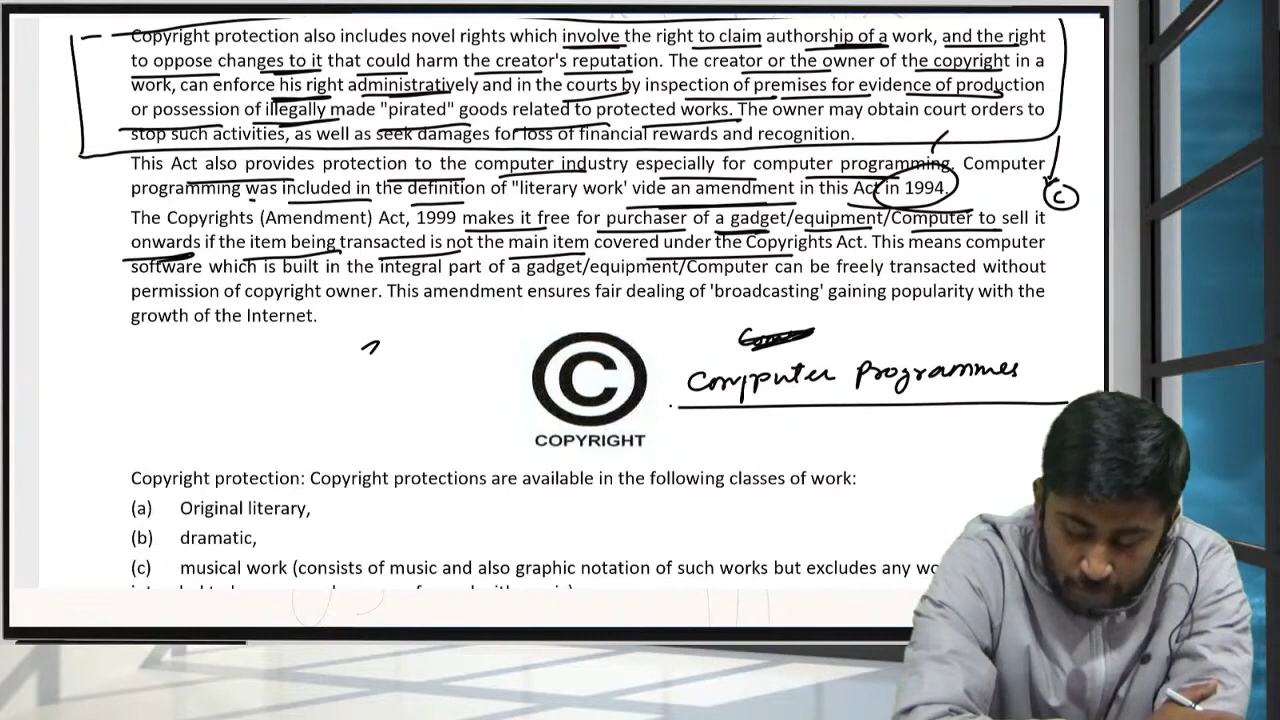 Copyright protection also includes novel rights which involve the right to claim authorship of a work, and the right
to oppose changes to it that could harm the creator's reputation. The creator or the owner of the copyright in a
work, can enforce his right administratively and in the courts by inspection of premises for evidence of production
or possession of illegally made "pirated" goods related to protected works. The owner may obtain court orders to
stop such activities, as well as seek damages for loss of financial rewards and recognition.
This Act also provides protection to the computer industry especially for computer programming. Computer
programming was included in the definition of "literary work' vide an amendment in this Act in 1994.
C
The Copyrights (Amendment) Act, 1999 makes it free for purchaser of a gadget/equipment/Computer to sell it
onwards if the item being transacted is not the main item covered under the Copyrights Act. This means computer
software which is built in the integral part of a gadget/equipment/Computer can be freely transacted without
permission of copyright owner. This amendment ensures fair dealing of 'broadcasting' gaining popularity with the
growth of the Internet.
C
Computer Programmes
COPYRIGHT
Copyright protection: Copyright protections are available in the following classes of work:
(a) Original literary,
(b) dramatic,
(c) musical work (consists of music and also graphic notation of such works but excludes any